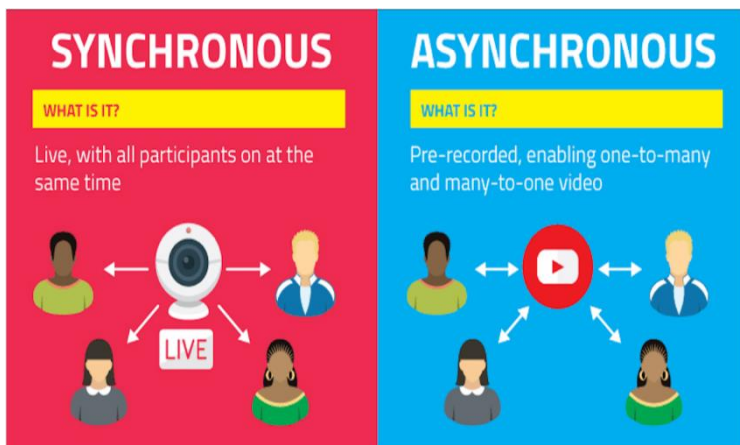 SYNCHRONOUS
WHAT IS IT?
Live, with all participants on at the
same time
LIVE
ASYNCHRONOUS
WHAT IS IT?
Pre-recorded, enabling one-to-many
and many-to-one video